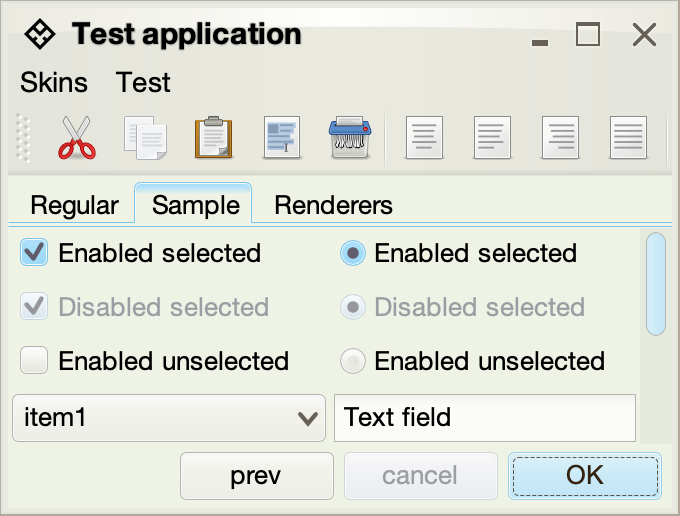 Test application
Skins Test
Regular Sample Renderers
Enabled selected Enabled selected
Disabled selected Disabled selected
Enabled unselected Enabled unselected
item1 Text field
prev cancel OK